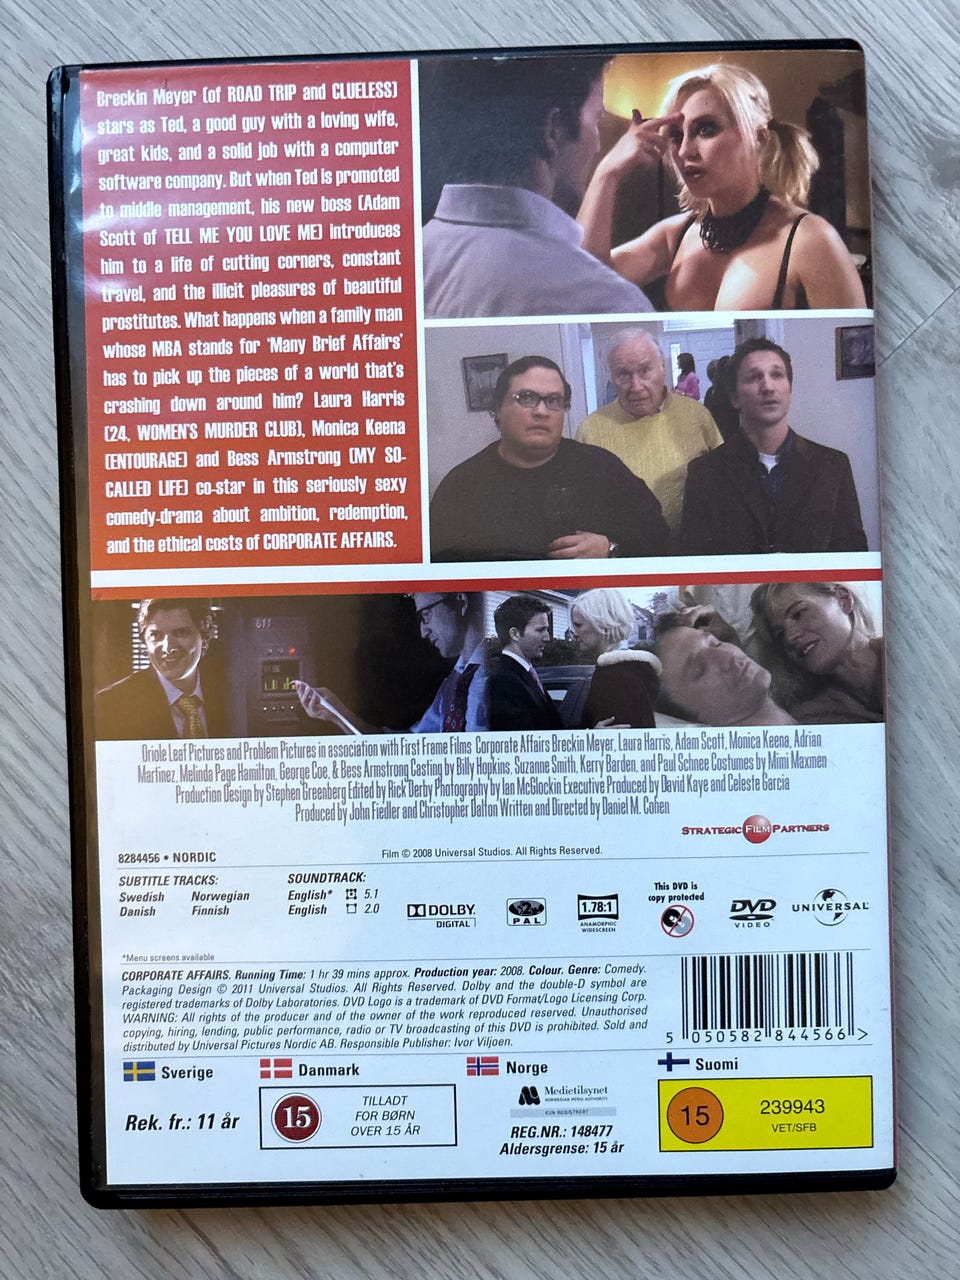 Breckin Meyer (of ROAD TRIP and CLUELESS)
stars as Ted, a good guy with a loving wife,
great kids, and a solid job with a computer
software company. But when Ted is promoted
to middle management, his new boss (Adam
Scott of TELL ME YOU LOVE ME) introduces
him to a life of cutting corners, constant
travel, and the illicit pleasures of beautiful
prostitutes. What happens when a family man
whose MBA stands for 'Many Brief Affairs'
has to pick up the pieces of a world that's
crashing down around him? Laura Harris
(24, WOMEN'S MURDER CLUB), Monica Keena
(ENTOURAGE) and Bess Armstrong (MY SO-
CALLED LIFE) co-star in this seriously sexy
comedy-drama about ambition, redemption,
and the ethical costs of CORPORATE AFFAIRS.
611
Oriole Leaf Pictures and Problem Pictures in association with First Frame Films Corporate Affairs Breckin Meyer, Laura Harris, Adam Scott, Monica Keena, Adrian
Martinez, Melinda Page Hamilton, George Coe, & Bess Armstrong Casting by Billy Hopkins, Suzanne Smith, Kerry Barden, and Paul Schnee Costumes by Mimi Maxmen
Production Design by Stephen Greenberg Edited by Rick Derby Photography by Ian McGlockin Executive Produced by David Kaye and Celeste Garcia
Produced by John Fiedler and Christopher Dalton Written and Directed by Daniel M. Cohen
STRATEGIC FILM PARTNERS
8284456 • NORDIC
Film © 2008 Universal Studios. All Rights Reserved.
SUBTITLE TRACKS:
Swedish Norwegian
Danish Finnish
SOUNDTRACK:
English* 5.1
English 2.0
DOLBY
DIGITAL
2
PAL
1.78:1
ANAMORPHIC
WIDESCREEN
This DVD is
copy protected
DVD
VIDEO
UNIVERSAL
*Menu screens available
CORPORATE AFFAIRS. Running Time: 1 hr 39 mins approx. Production year: 2008. Colour. Genre: Comedy.
Packaging Design © 2011 Universal Studios. All Rights Reserved. Dolby and the double-D symbol are
registered trademarks of Dolby Laboratories. DVD Logo is a trademark of DVD Format/Logo Licensing Corp.
WARNING: All rights of the producer and of the owner of the work reproduced reserved. Unauthorised
copying, hiring, lending, public performance, radio or TV broadcasting of this DVD is prohibited. Sold and
distributed by Universal Pictures Nordic AB. Responsible Publisher: Ivor Viljoen.
5 050582 844566 >
Sverige
Rek. fr.: 11 år
Danmark
15
TILLADT
FOR BØRN
OVER 15 ÅR
Norge
Medietilsynet
NORWEGIAN MEDIA AUTHORITY
KUN REGISTRERT
REG.NR.: 148477
Aldersgrense: 15 år
Suomi
15
239943
VET/SFB